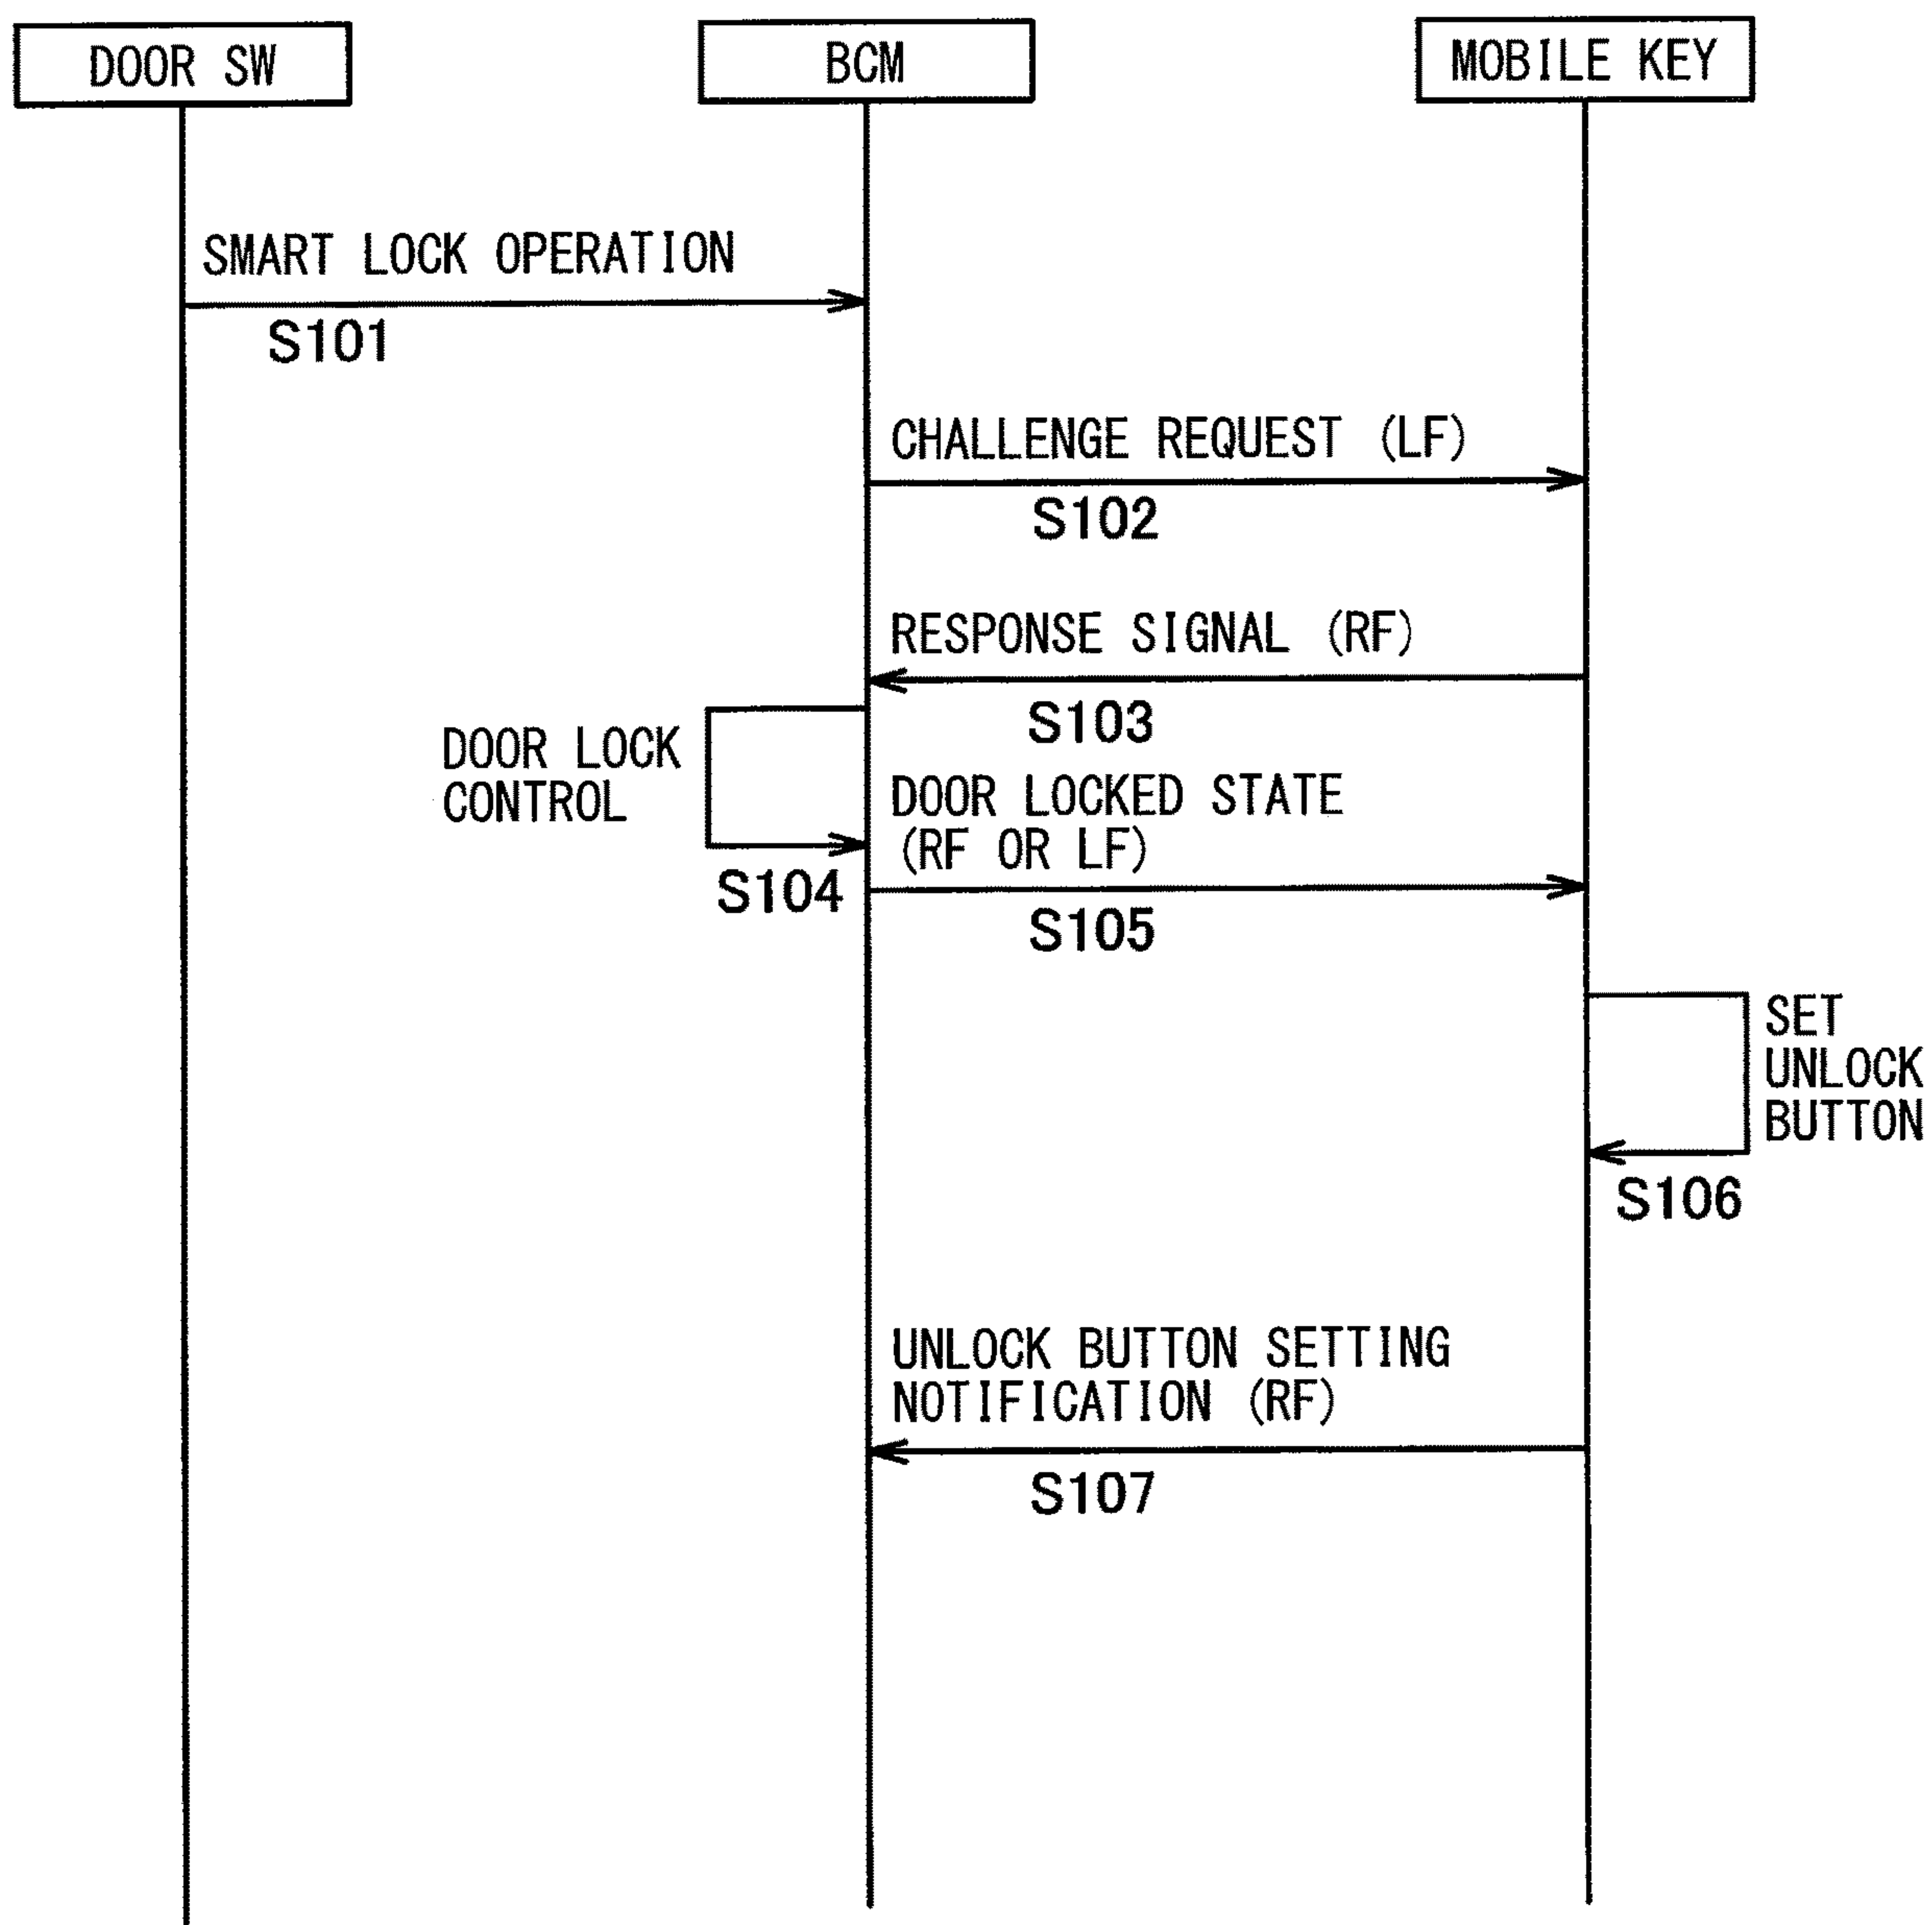 DOOR SW
BCM
MOBILE KEY
SMART LOCK OPERATION
S101
CHALLENGE REQUEST (LF)
S102
RESPONSE SIGNAL (RF)
S103
DOOR LOCK
CONTROL
S104
DOOR LOCKED STATE
(RF OR LF)
S105
SET
UNLOCK
BUTTON
S106
UNLOCK BUTTON SETTING
NOTIFICATION (RF)
S107